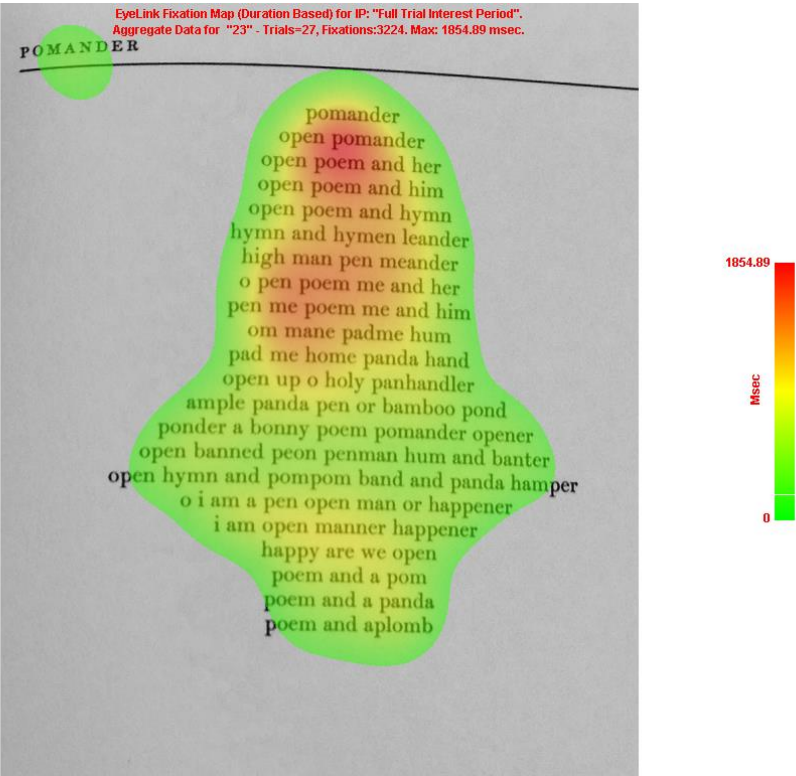 EyeLink Fixation Map (Duration Based) for IP: "Full Trial Interest Period".
Aggregate Data for "23" - Trials=27, Fixations:3224. Max: 1854.89 msec.
POMANDER
pomander
open pomander
open poem and her
open poem and him
open poem and hymn
hymn and hymen leander
high man pen meander
o pen poem me and her
pen me poem me and him
om mane padme hum
pad me home panda hand
open up o holy panhandler
ample panda pen or bamboo pond
ponder a bonny poem pomander opener
open banned peon penman hum and banter
open hymn and pompom band and panda hamper
o i am a pen open man or happener
i am open manner happener
happy are we open
poem and a pom
poem and a panda
poem and aplomb
1854.89
Msec
0